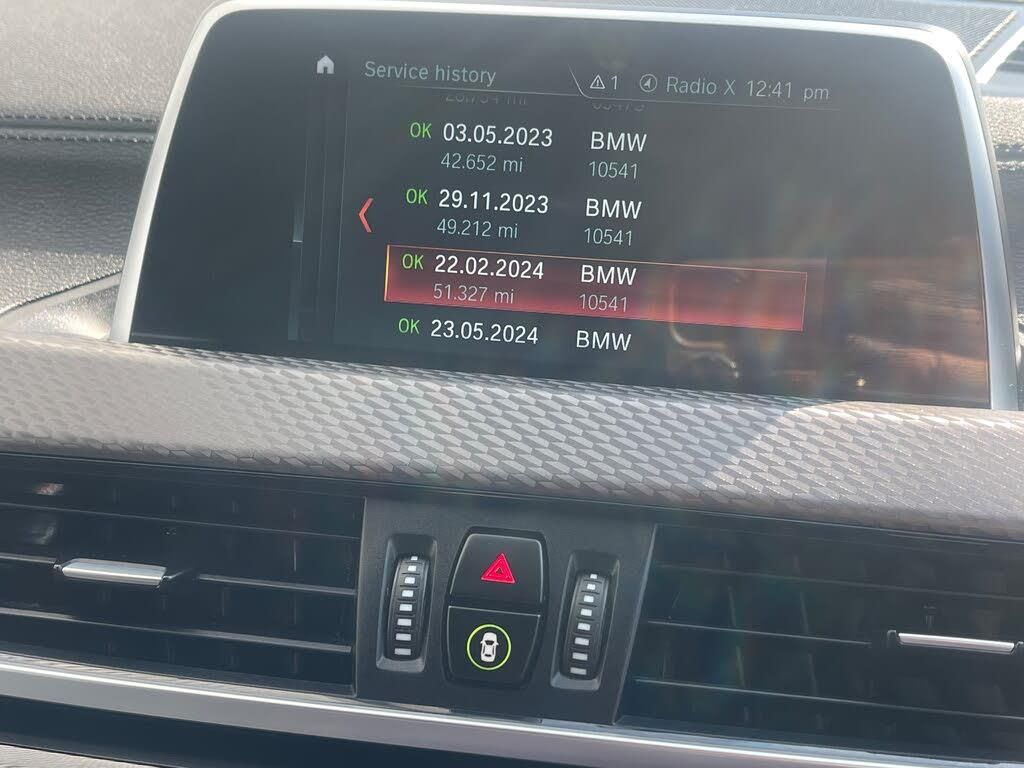 Service history
1 Radio X 12:41 pm
OK 03.05.2023 BMW
42.652 mi 10541
OK 29.11.2023 BMW
49.212 mi 10541
OK 22.02.2024 BMW
51.327 mi 10541
OK 23.05.2024 BMW